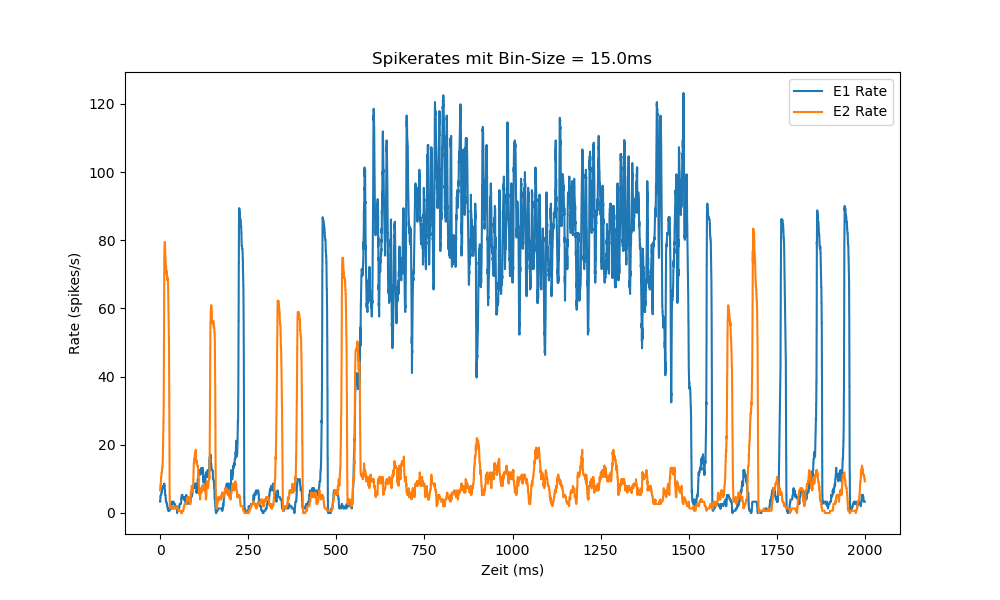 Spikerates mit Bin-Size = 15.0ms
E1 Rate
E2 Rate
120
100
80
60
40
20
0
Rate (spikes/s)
0 250 500 750 1000 1250 1500 1750 2000
Zeit (ms)